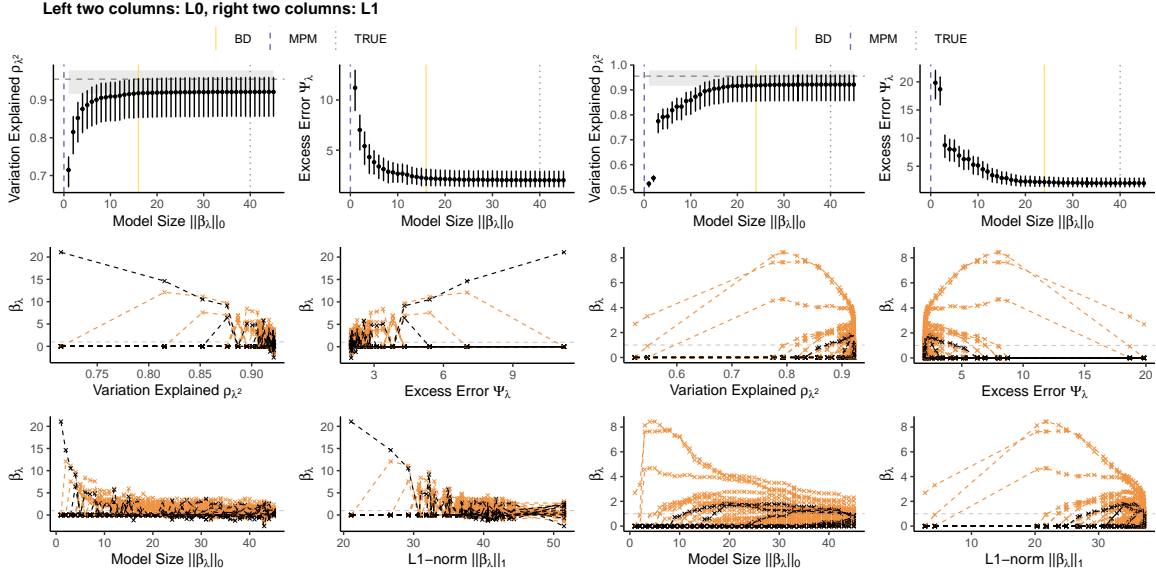 Left two columns: L0, right two columns: L1
BD MPM TRUE
BD MPM TRUE
Variation Explained ρλ²
0.7
0.8
0.9
0 10 20 30 40
Model Size ||βλ||0
Excess Error Ψλ
5
10
0 10 20 30 40
Model Size ||βλ||0
Variation Explained ρλ²
0.5
0.6
0.7
0.8
0.9
1.0
0 10 20 30 40
Model Size ||βλ||0
Excess Error Ψλ
5
10
15
20
0 10 20 30 40
Model Size ||βλ||0
βλ
0
5
10
15
20
0.75 0.80 0.85 0.90
Variation Explained ρλ²
βλ
0
5
10
15
20
3 6 9
Excess Error Ψλ
βλ
0
2
4
6
8
0.6 0.7 0.8 0.9
Variation Explained ρλ²
βλ
0
2
4
6
8
5 10 15 20
Excess Error Ψλ
βλ
0
5
10
15
20
0 10 20 30 40
Model Size ||βλ||0
βλ
0
5
10
15
20
20 30 40 50
L1−norm ||βλ||1
βλ
0
2
4
6
8
0 10 20 30 40
Model Size ||βλ||0
βλ
0
2
4
6
8
10 20 30
L1−norm ||βλ||1